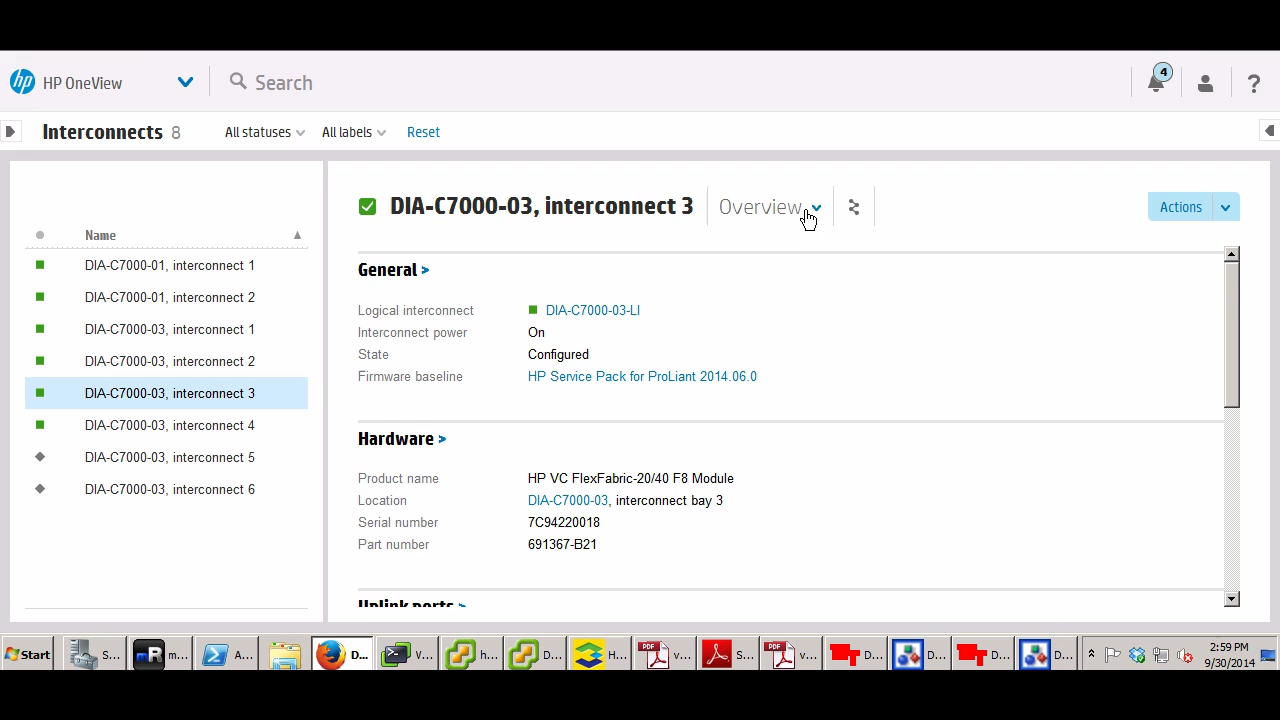 hp HP OneView Search 4 ?
Interconnects 8 All statuses All labels Reset
DIA-C7000-03, interconnect 3 Overview Actions
Name
DIA-C7000-01, interconnect 1
DIA-C7000-01, interconnect 2
DIA-C7000-03, interconnect 1
DIA-C7000-03, interconnect 2
DIA-C7000-03, interconnect 3
DIA-C7000-03, interconnect 4
DIA-C7000-03, interconnect 5
DIA-C7000-03, interconnect 6
General >
Logical interconnect DIA-C7000-03-LI
Interconnect power On
State Configured
Firmware baseline HP Service Pack for ProLiant 2014.06.0
Hardware >
Product name HP VC FlexFabric-20/40 F8 Module
Location DIA-C7000-03, interconnect bay 3
Serial number 7C94220018
Part number 691367-B21
Uplink ports >
Start S... m... A... D... V... h... D... H... v... S... v... D... D... D... D... 2:59 PM
9/30/2014